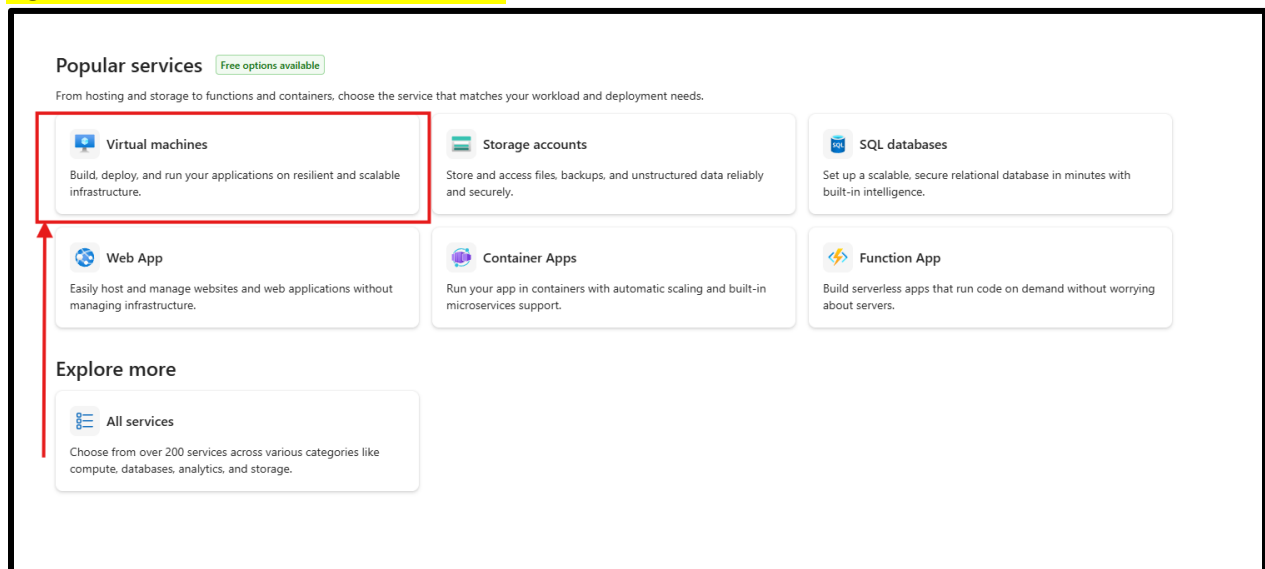 Popular services Free options available
From hosting and storage to functions and containers, choose the service that matches your workload and deployment needs.
Virtual machines
Build, deploy, and run your applications on resilient and scalable
infrastructure.
Storage accounts
Store and access files, backups, and unstructured data reliably
and securely.
SQL databases
Set up a scalable, secure relational database in minutes with
built-in intelligence.
Web App
Easily host and manage websites and web applications without
managing infrastructure.
Container Apps
Run your app in containers with automatic scaling and built-in
microservices support.
Function App
Build serverless apps that run code on demand without worrying
about servers.
Explore more
All services
Choose from over 200 services across various categories like
compute, databases, analytics, and storage.